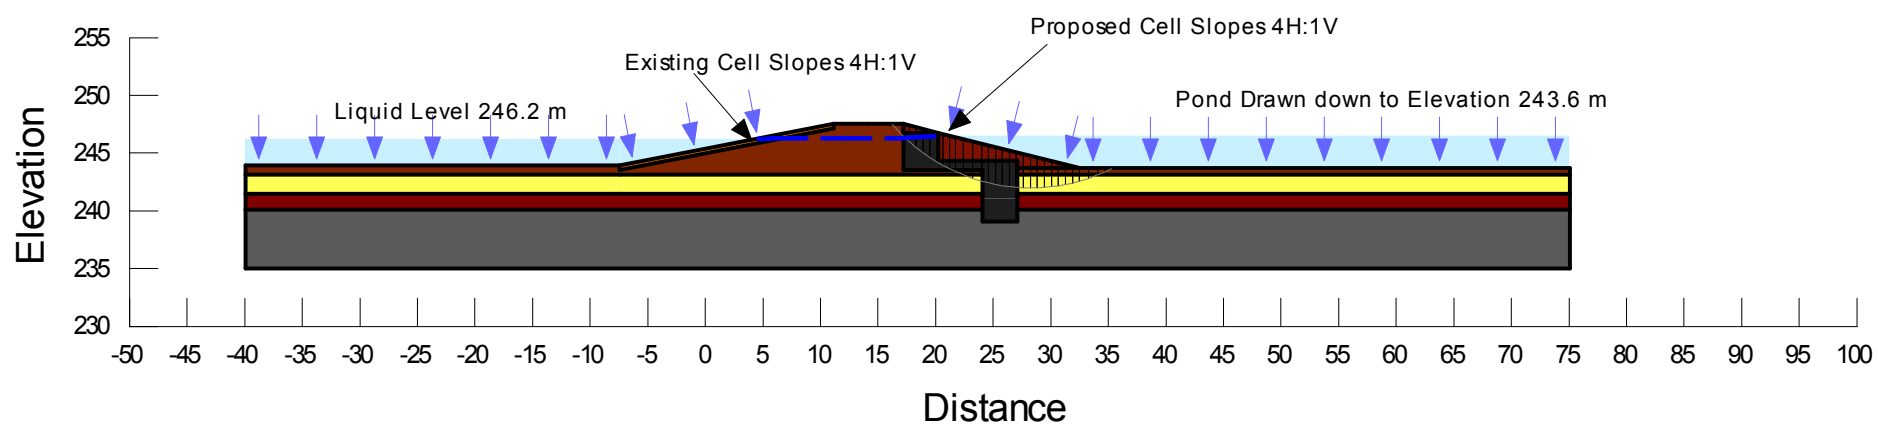 Proposed Cell Slopes 4H:1V
255
Existing Cell Slopes 4H:1V
250
Liquid Level 246.2 m
Pond Drawn down to Elevation 243.6 m
245
240
235
230
Elevation
-50 -45 -40 -35 -30 -25 -20 -15 -10 -5 0 5 10 15 20 25 30 35 40 45 50 55 60 65 70 75 80 85 90 95 100
Distance